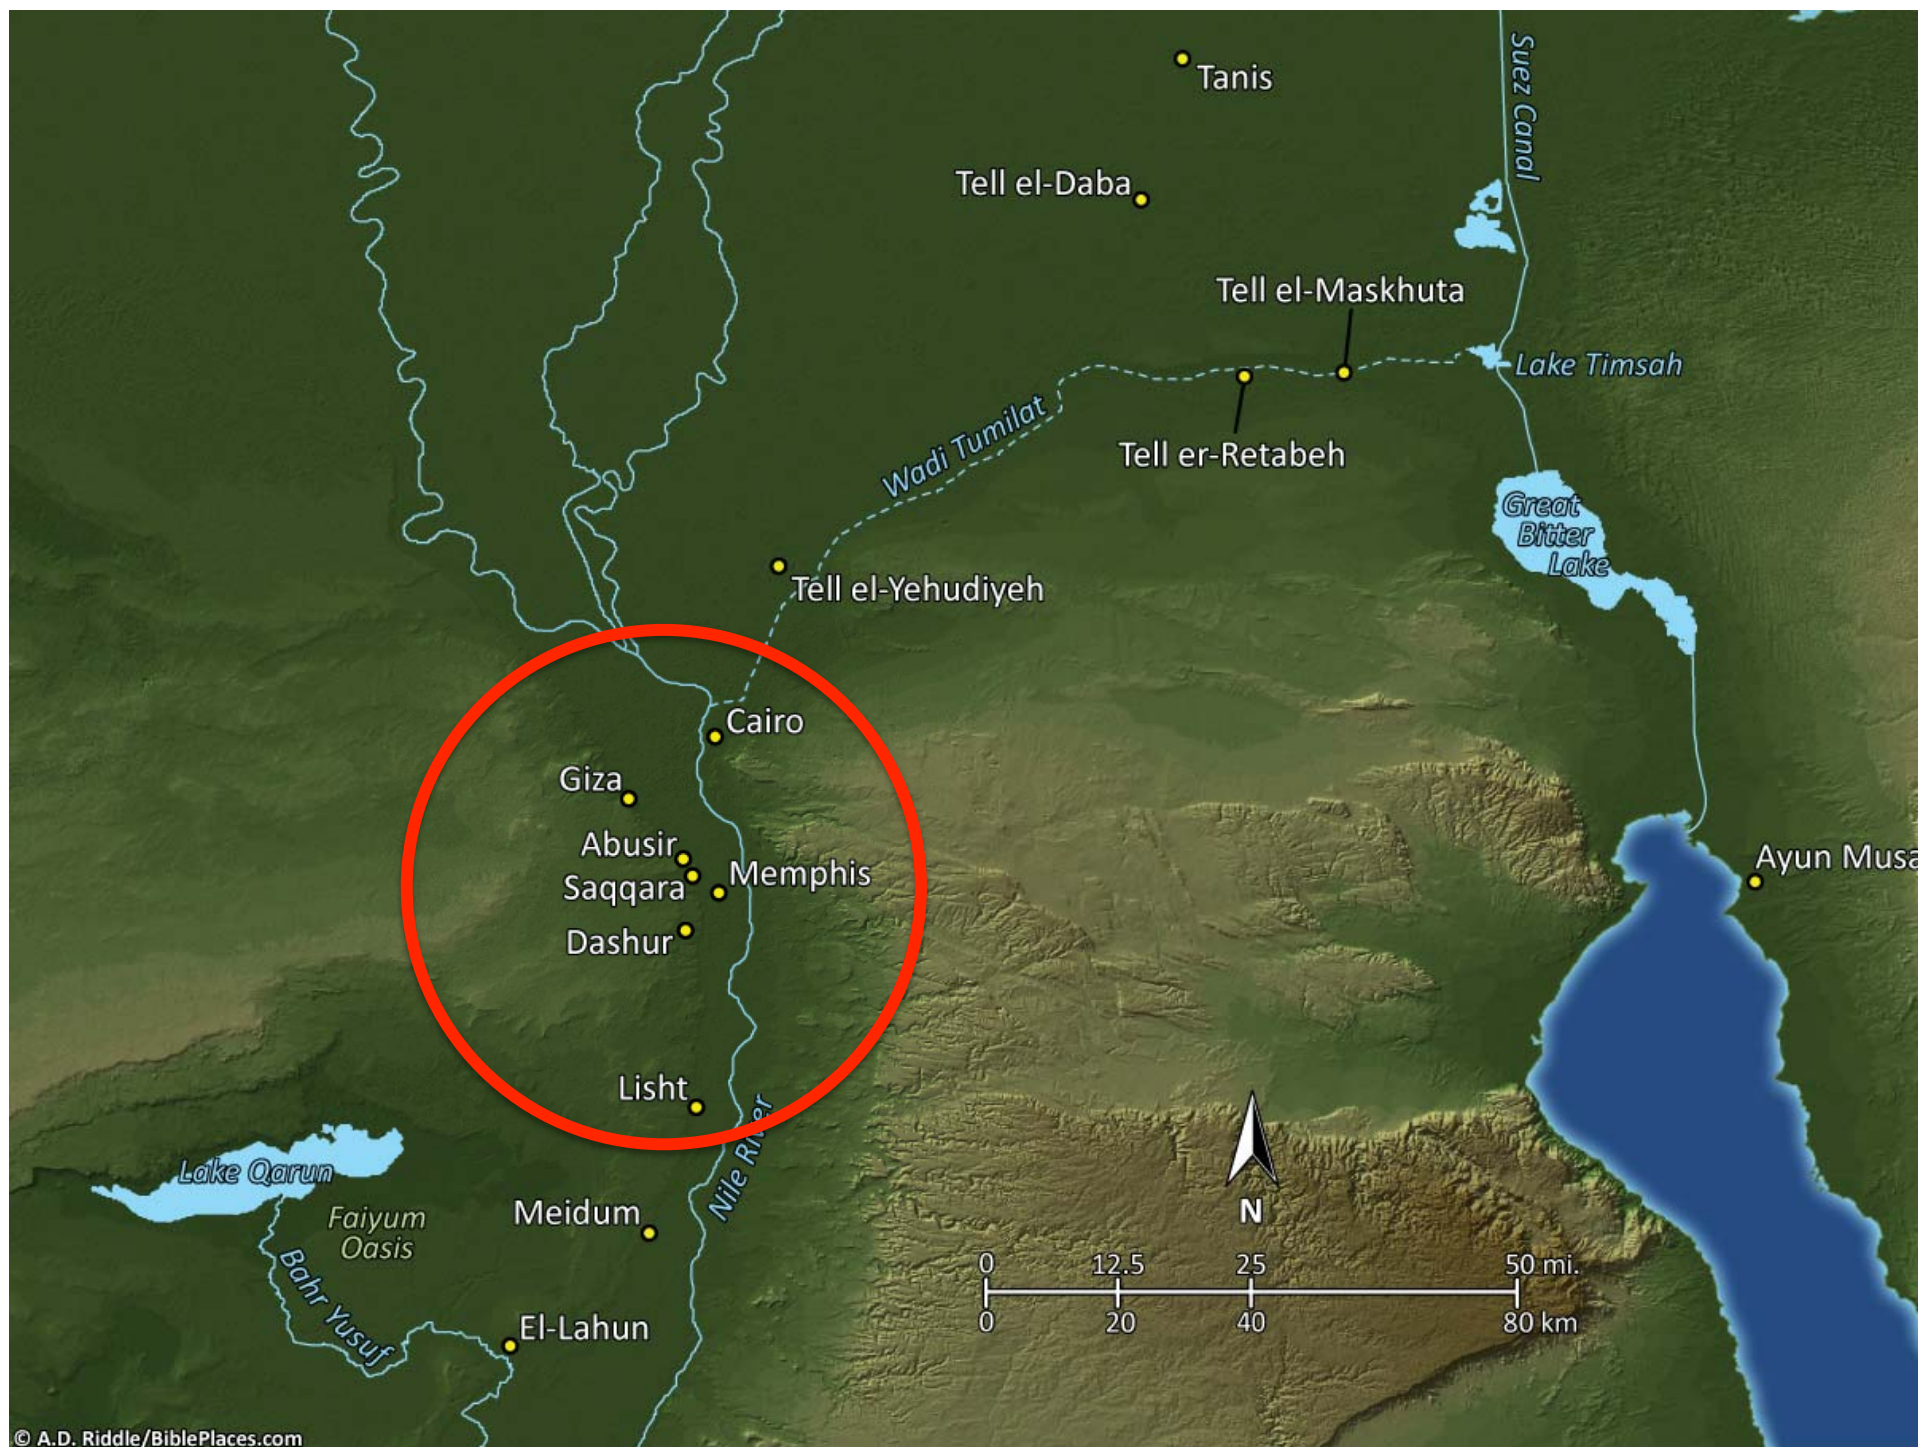 Tanis
Suez Canal
Tell el-Daba
Tell el-Maskhuta
Lake Timsah
Wadi Tumilat
Tell er-Retabeh
Great
Bitter
Lake
Tell el-Yehudiyeh
Cairo
Giza
Abusir
Saqqara
Memphis
Ayun Musa
Dashur
Lisht
Nile River
Lake Qarun
Faiyum
Oasis
Meidum
N
Bahr Yusuf
El-Lahun
0 12.5 25 50 mi.
0 20 40 80 km
© A.D. Riddle/BiblePlaces.com